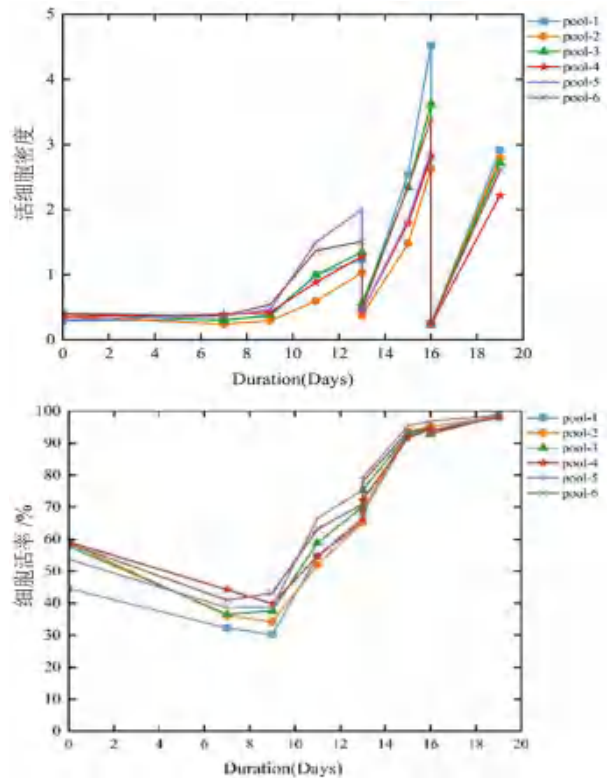 5
4
3
2
1
0
活细胞密度
0 2 4 6 8 10 12 14 16 18 20
Duration(Days)
pool-1
pool-2
pool-3
pool-4
pool-5
pool-6
100
90
80
70
60
50
40
30
20
10
0
细胞活率 /%
0 2 4 6 8 10 12 14 16 18 20
Duration(Days)
pool-1
pool-2
pool-3
pool-4
pool-5
pool-6